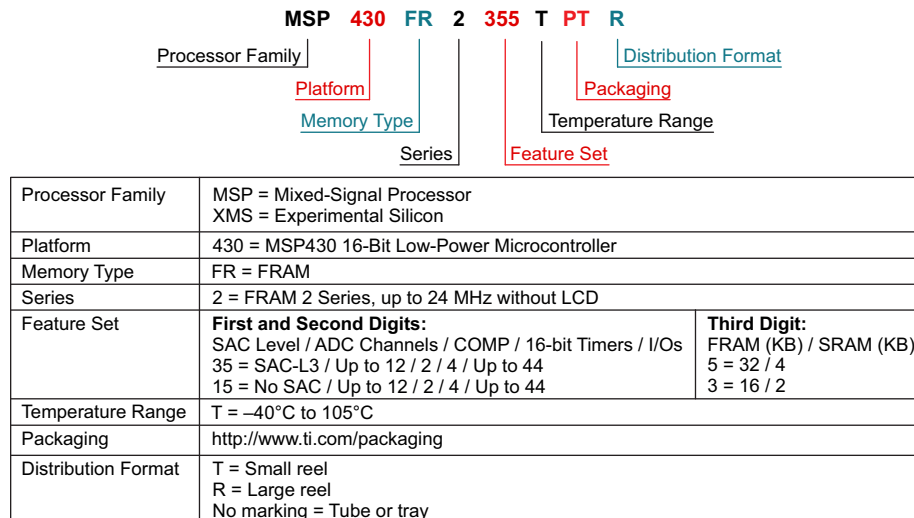 MSP 430 FR 2 355 T PT R
Processor Family
Distribution Format
Platform
Packaging
Memory Type
Temperature Range
Series
Feature Set
Processor Family
MSP = Mixed-Signal Processor
XMS = Experimental Silicon
Platform
430 = MSP430 16-Bit Low-Power Microcontroller
Memory Type
FR = FRAM
Series
2 = FRAM 2 Series, up to 24 MHz without LCD
Feature Set
First and Second Digits:
SAC Level / ADC Channels / COMP / 16-bit Timers / I/Os
35 = SAC-L3 / Up to 12 / 2 / 4 / Up to 44
15 = No SAC / Up to 12 / 2 / 4 / Up to 44
Third Digit:
FRAM (KB) / SRAM (KB)
5 = 32 / 4
3 = 16 / 2
Temperature Range
T = –40°C to 105°C
Packaging
http://www.ti.com/packaging
Distribution Format
T = Small reel
R = Large reel
No marking = Tube or tray